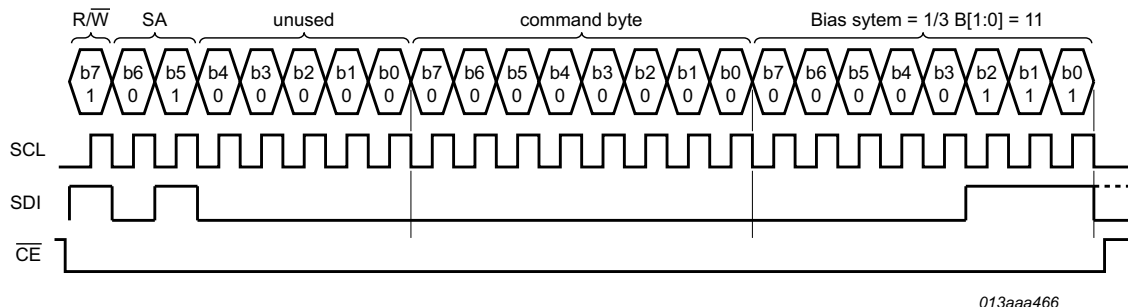 R/W SA unused command byte Bias sytem = 1/3 B[1:0] = 11
b7 b6 b5 b4 b3 b2 b1 b0 b7 b6 b5 b4 b3 b2 b1 b0 b7 b6 b5 b4 b3 b2 b1 b0
1 0 1 0 0 0 0 0 0 0 0 0 0 0 0 0 0 0 0 0 0 1 1 1
SCL
SDI
CE
013aaa466